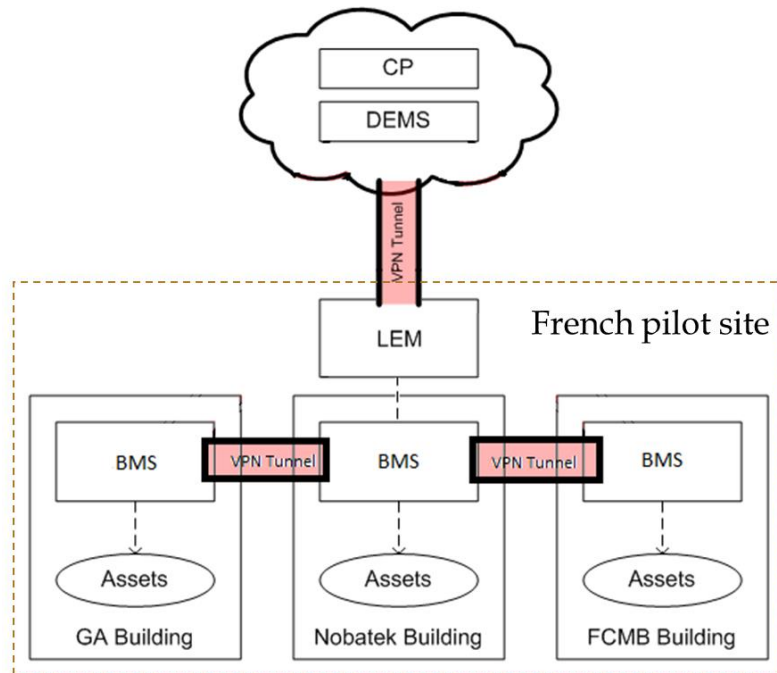 CP
DEMS
VPN Tunnel
French pilot site
LEM
BMS
VPN Tunnel
BMS
VPN Tunnel
BMS
Assets
Assets
Assets
GA Building
Nobatek Building
FCMB Building